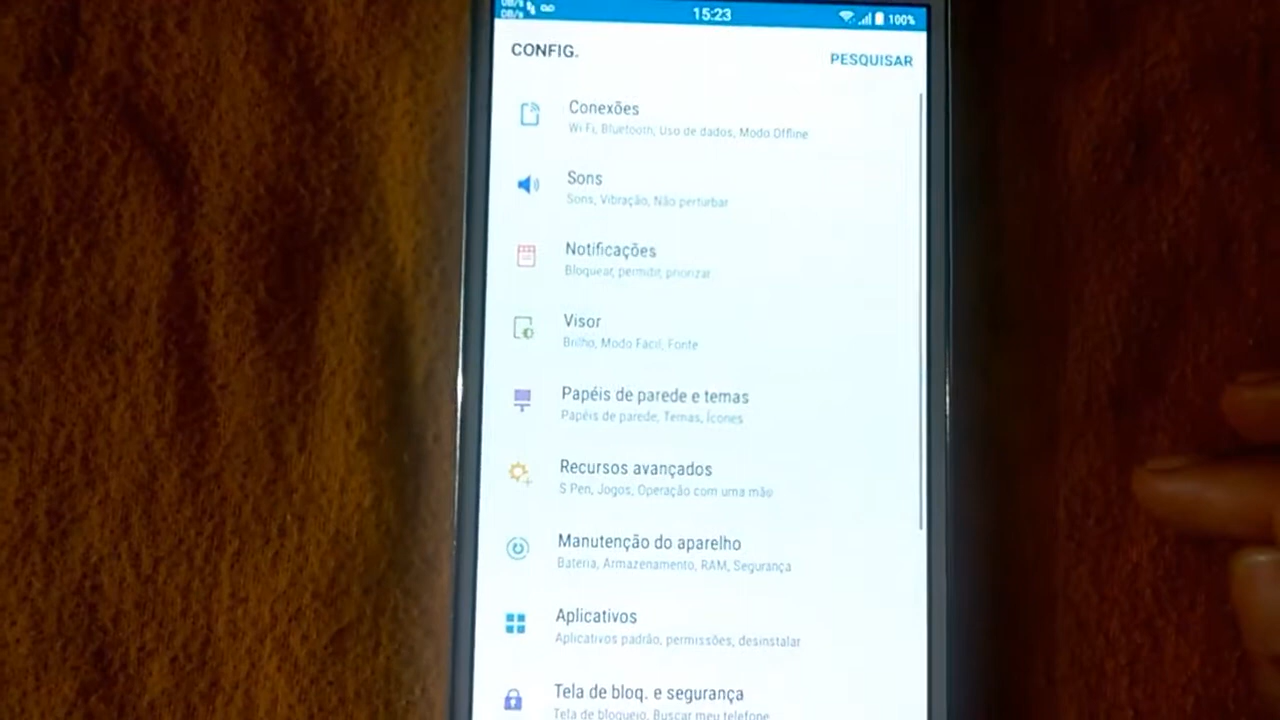 0B/s
0B/s
15:23
100%
CONFIG.
PESQUISAR
Conexões
Wi-Fi, Bluetooth, Uso de dados, Modo Offline
Sons
Sons, Vibração, Não perturbar
Notificações
Bloquear, permitir, priorizar
Visor
Brilho, Modo Fácil, Fonte
Papéis de parede e temas
Papéis de parede, Temas, Ícones
Recursos avançados
S Pen, Jogos, Operação com uma mão
Manutenção do aparelho
Bateria, Armazenamento, RAM, Segurança
Aplicativos
Aplicativos padrão, permissões, desinstalar
Tela de bloq. e segurança
Tela de bloqueio, Buscar meu telefone